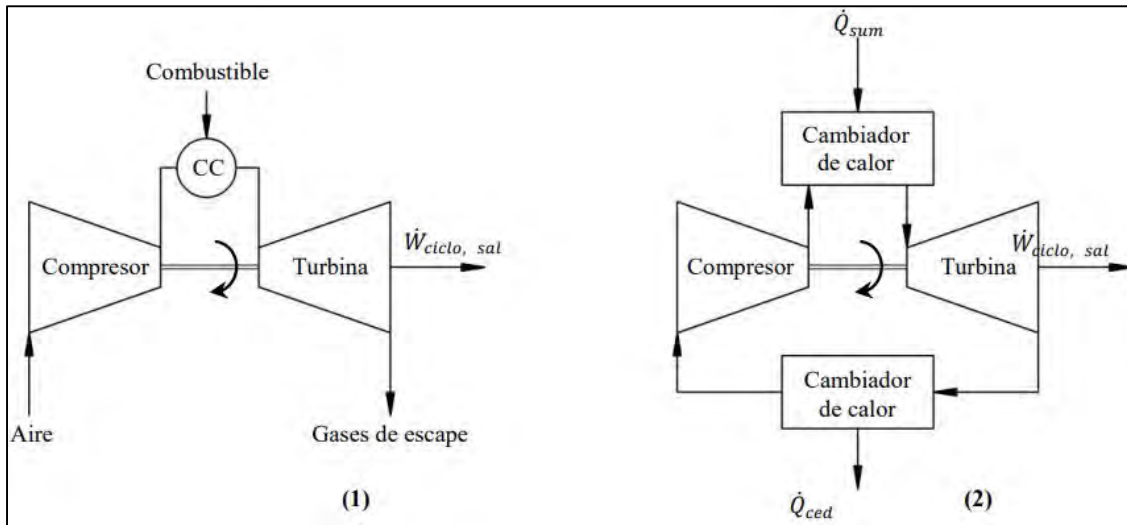 Combustible
CC
Compresor
Turbina
Ẇciclo, sal
Aire
Gases de escape
(1)
Q̇sum
Cambiador
de calor
Compresor
Turbina
Ẇciclo, sal
Cambiador
de calor
Q̇ced
(2)